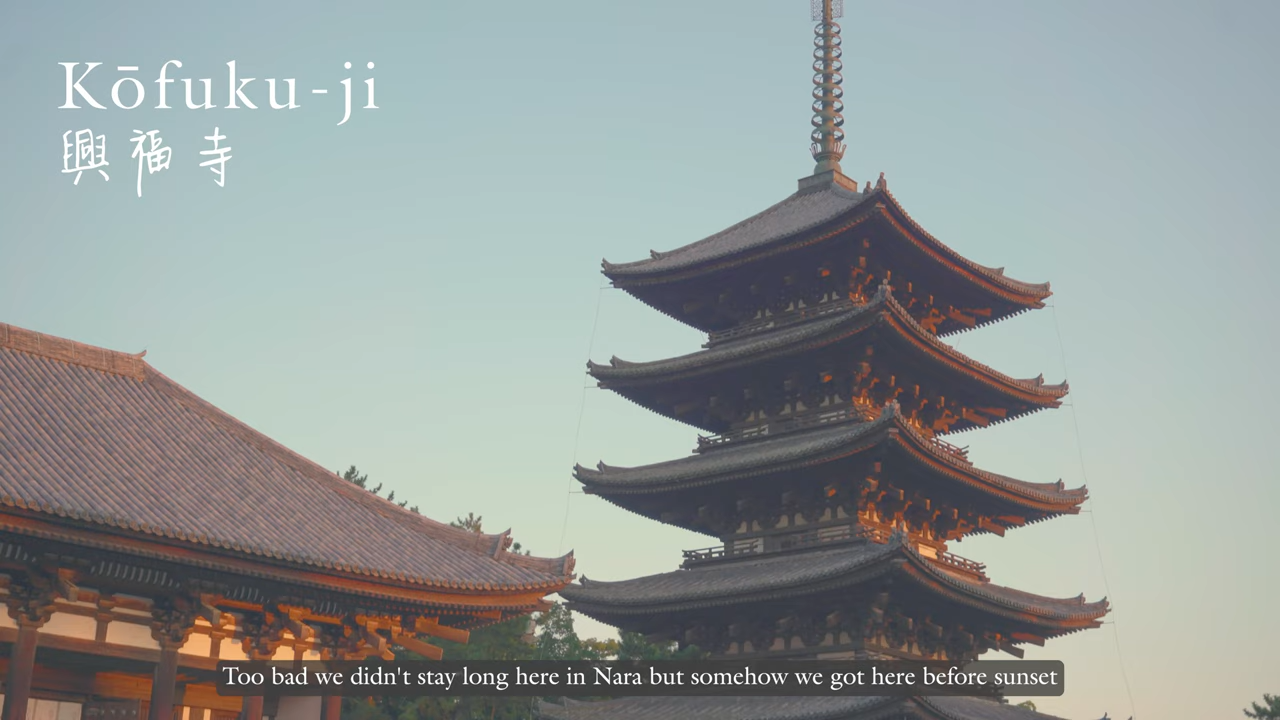 Kōfuku-ji
興福寺
Too bad we didn't stay long here in Nara but somehow we got here before sunset